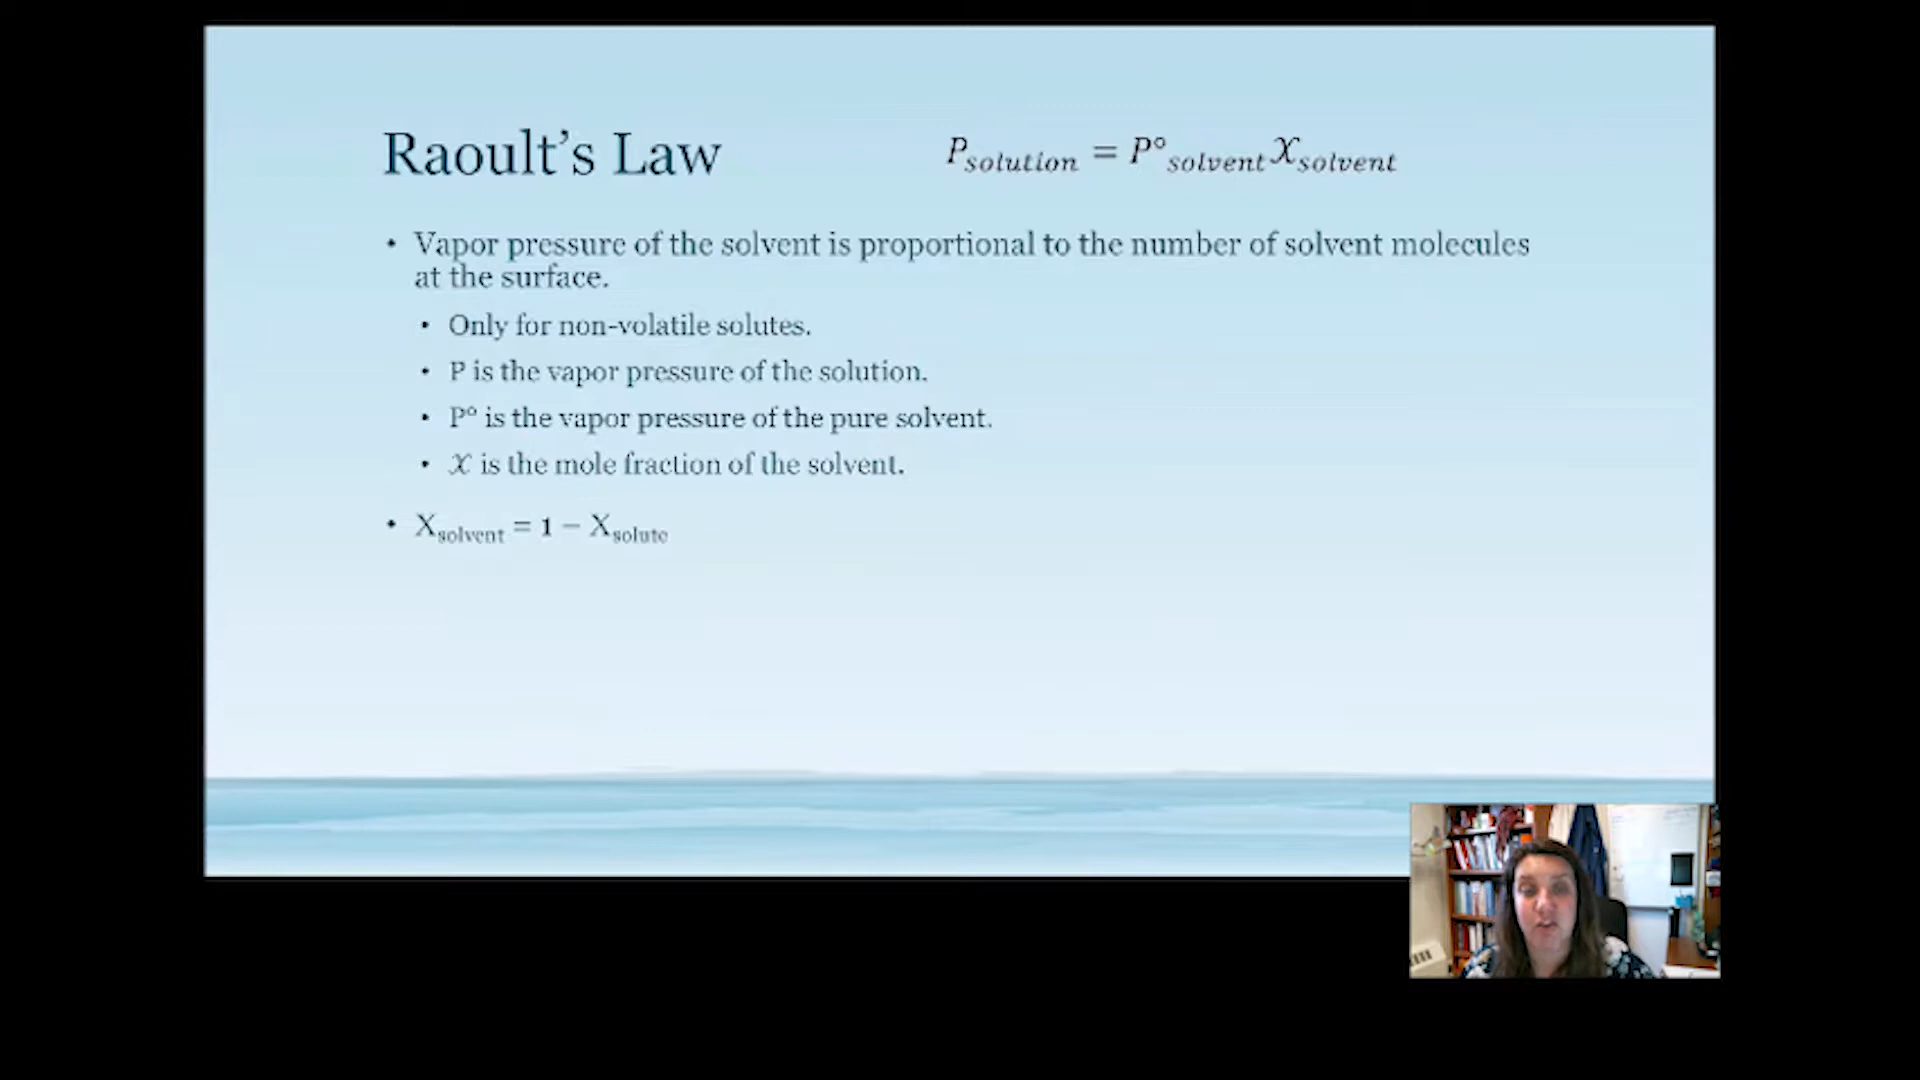 Raoult's Law
P_solution = P°_solvent X_solvent
• Vapor pressure of the solvent is proportional to the number of solvent molecules
at the surface.
• Only for non-volatile solutes.
• P is the vapor pressure of the solution.
• P° is the vapor pressure of the pure solvent.
• X is the mole fraction of the solvent.
• X_solvent = 1 – X_solute